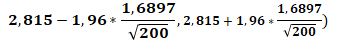 2,815 − 1,96 * 1,6897/√200 , 2,815 + 1,96 * 1,6897/√200)